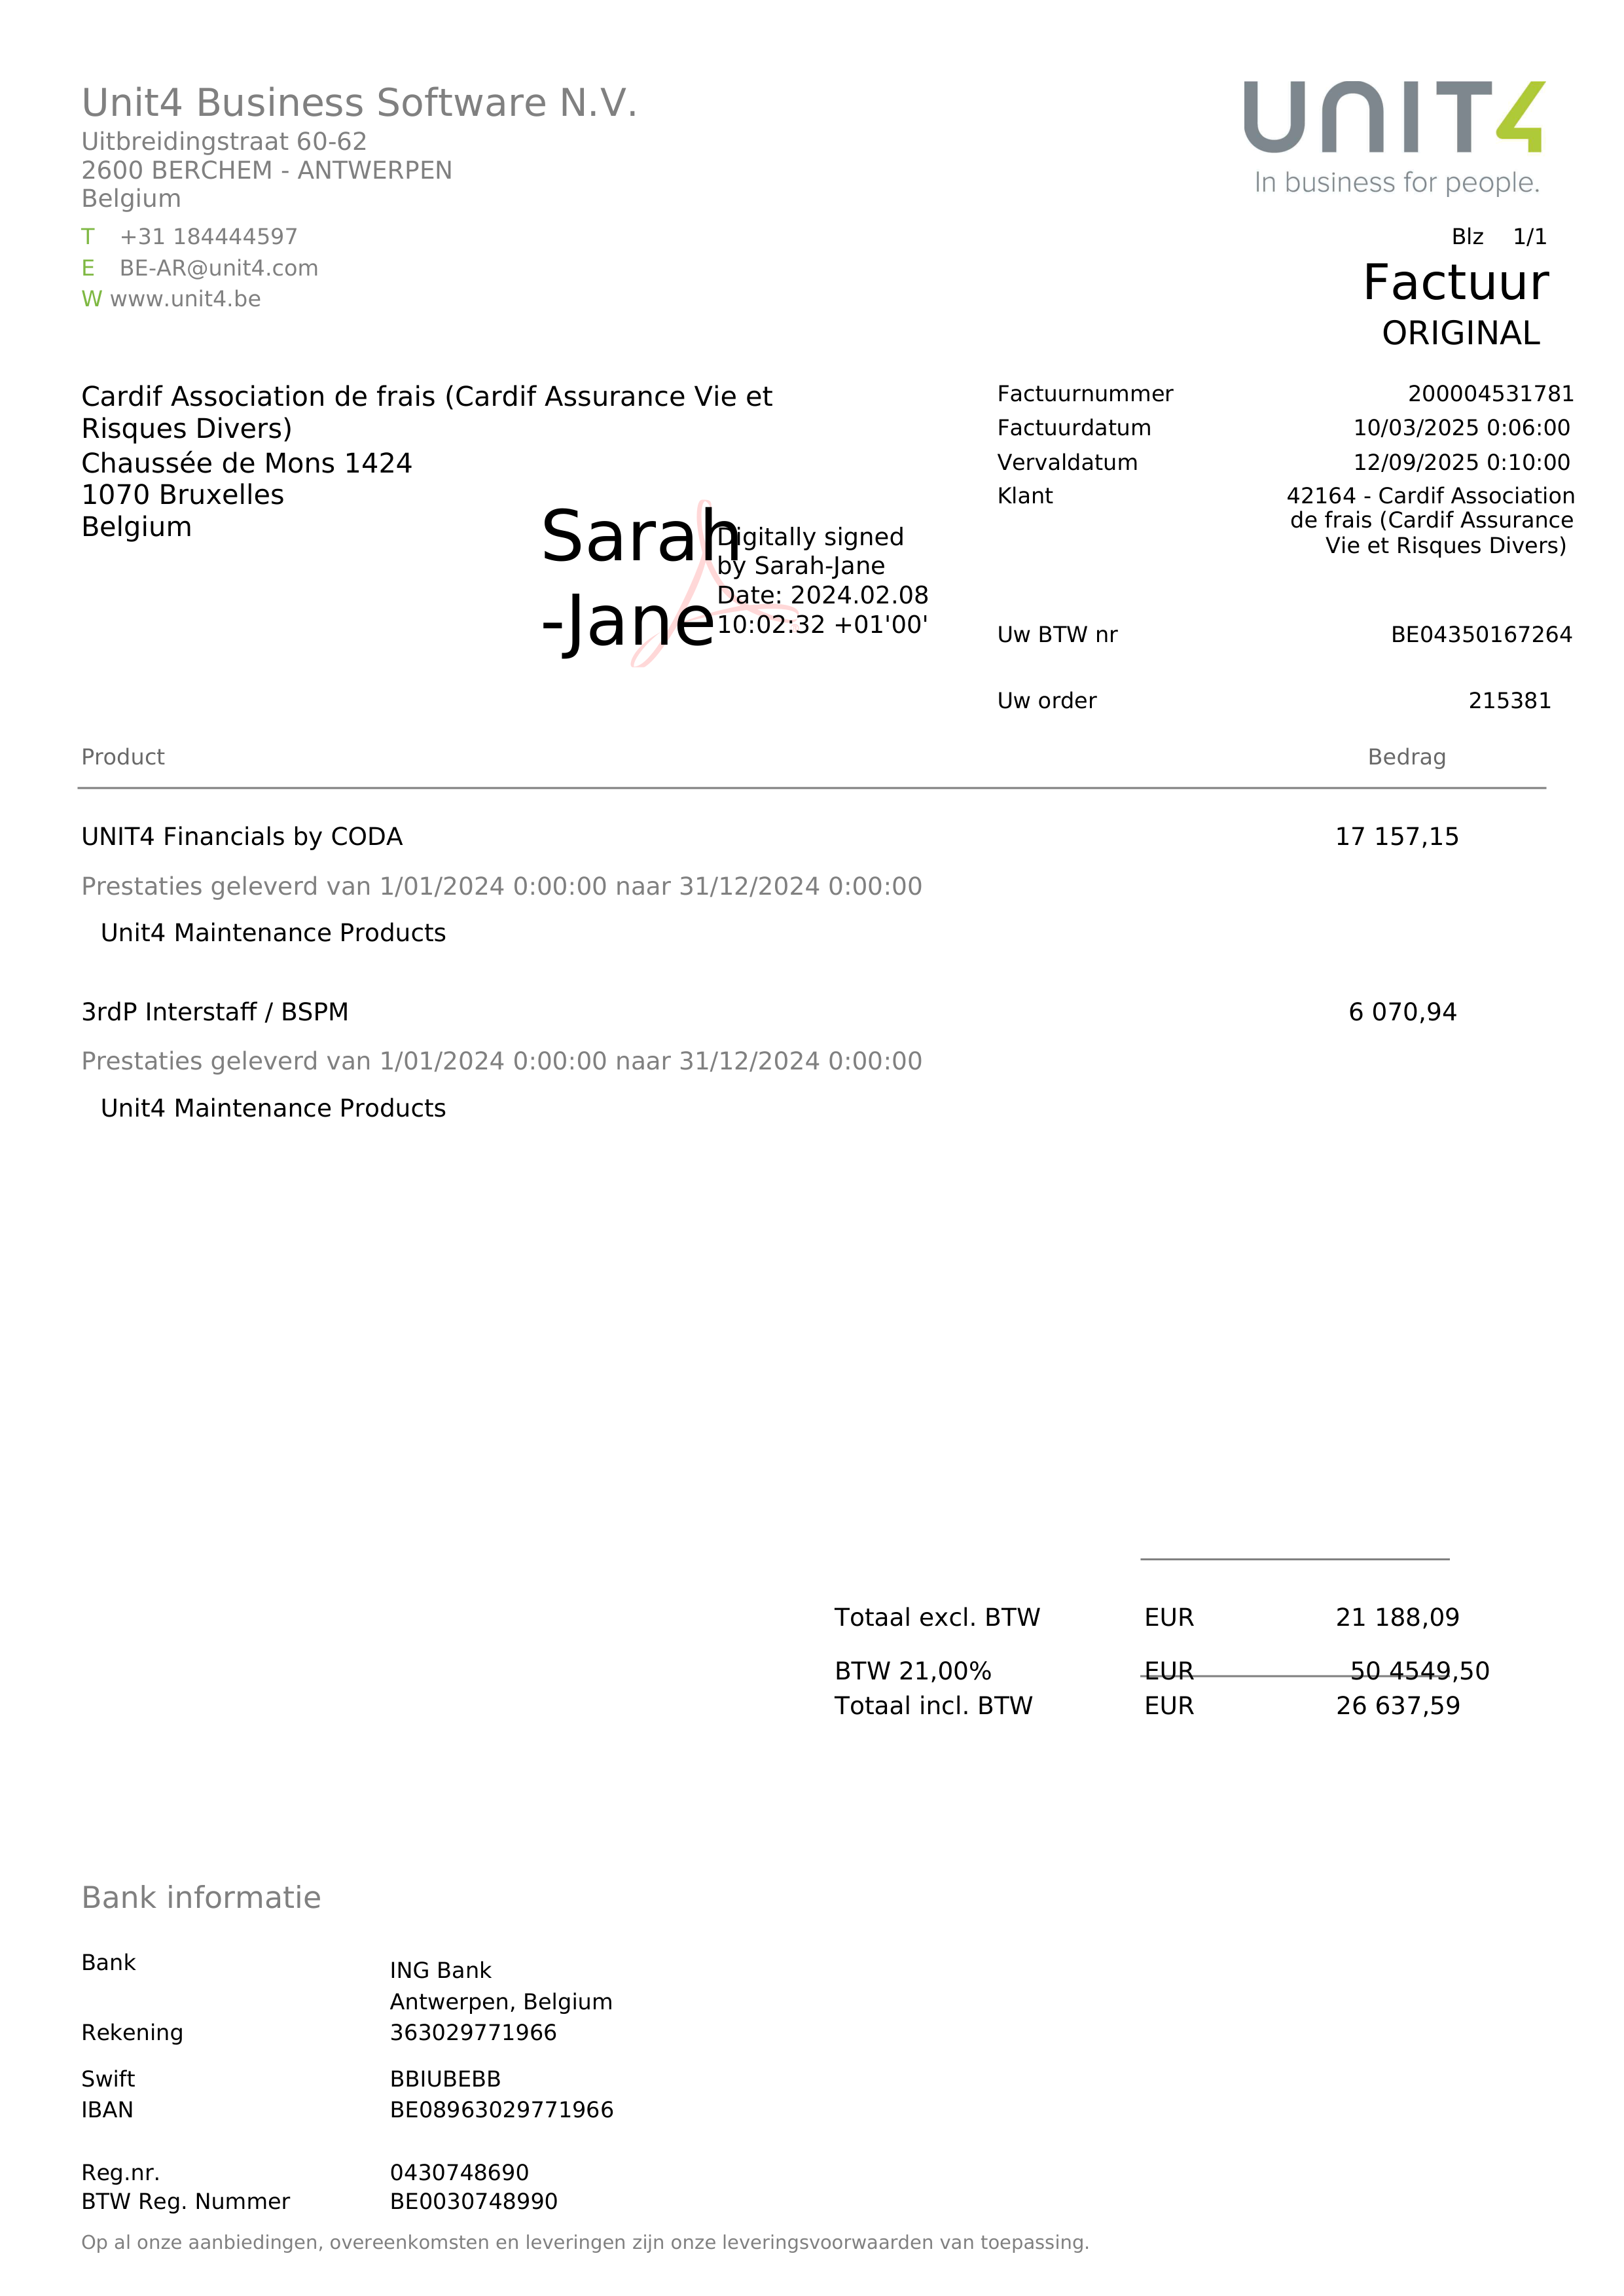 Unit4 Business Software N.V.
Uitbreidingstraat 60-62
2600 BERCHEM - ANTWERPEN
Belgium
T +31 184444597
E BE-AR@unit4.com
W www.unit4.be
UNIT4
In business for people.
Blz 1/1
Factuur
ORIGINAL
Cardif Association de frais (Cardif Assurance Vie et
Risques Divers)
Chaussée de Mons 1424
1070 Bruxelles
Belgium
Sarah
-Jane
Digitally signed
by Sarah-Jane
Date: 2024.02.08
10:02:32 +01'00'
Factuurnummer 200004531781
Factuurdatum 10/03/2025 0:06:00
Vervaldatum 12/09/2025 0:10:00
Klant 42164 - Cardif Association
de frais (Cardif Assurance
Vie et Risques Divers)
Uw BTW nr BE04350167264
Uw order 215381
Product Bedrag
UNIT4 Financials by CODA 17 157,15
Prestaties geleverd van 1/01/2024 0:00:00 naar 31/12/2024 0:00:00
Unit4 Maintenance Products
3rdP Interstaff / BSPM 6 070,94
Prestaties geleverd van 1/01/2024 0:00:00 naar 31/12/2024 0:00:00
Unit4 Maintenance Products
Totaal excl. BTW EUR 21 188,09
BTW 21,00% EUR 50 4549,50
Totaal incl. BTW EUR 26 637,59
Bank informatie
Bank ING Bank
Antwerpen, Belgium
Rekening 363029771966
Swift BBIUBEBB
IBAN BE08963029771966
Reg.nr. 0430748690
BTW Reg. Nummer BE0030748990
Op al onze aanbiedingen, overeenkomsten en leveringen zijn onze leveringsvoorwaarden van toepassing.